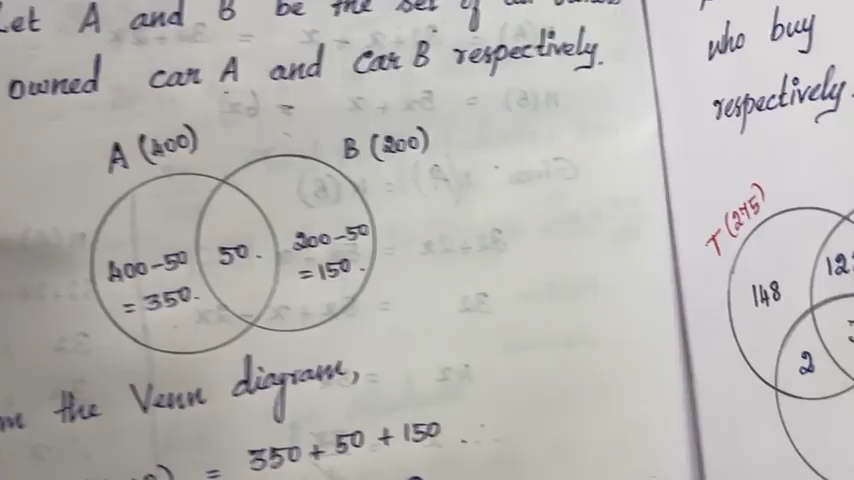 Let A and B be the set of
owned car A and Car B respectively.
A (400)
B (200)
400-50
= 350.
50.
200-50
= 150.
m the Venn diagram,
= 350 + 50 + 150
who buy
respectively.
T (275)
148
12
2